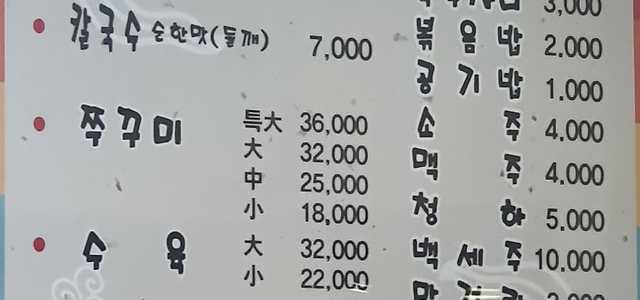 칼국수 순한맛(들깨) 7,000
쭈꾸미 특大 36,000
大 32,000
中 25,000
小 18,000
수육 大 32,000
小 22,000
3,000
볶음밥 2.000
공기밥 1.000
소주 4.000
맥주 4.000
청하 5.000
백세주 10.000